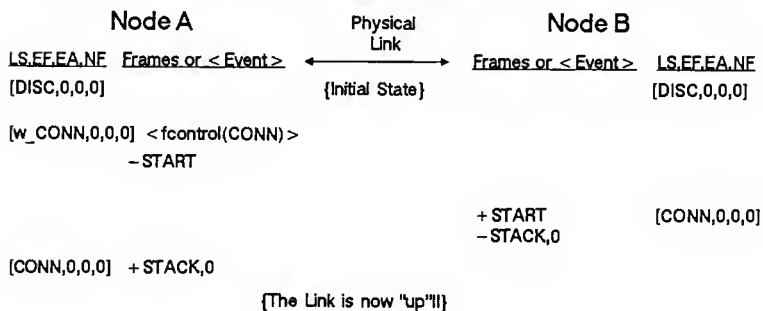 Node A Physical Link Node B
LS,EF,EA,NF Frames or < Event > Frames or < Event > LS,EF,EA,NF
[DISC,0,0,0] {Initial State} [DISC,0,0,0]
[w_CONN,0,0,0] <fcontrol(CONN) >
– START
+ START [CONN,0,0,0]
– STACK,0
[CONN,0,0,0] + STACK,0
{The Link is now "up"!!}